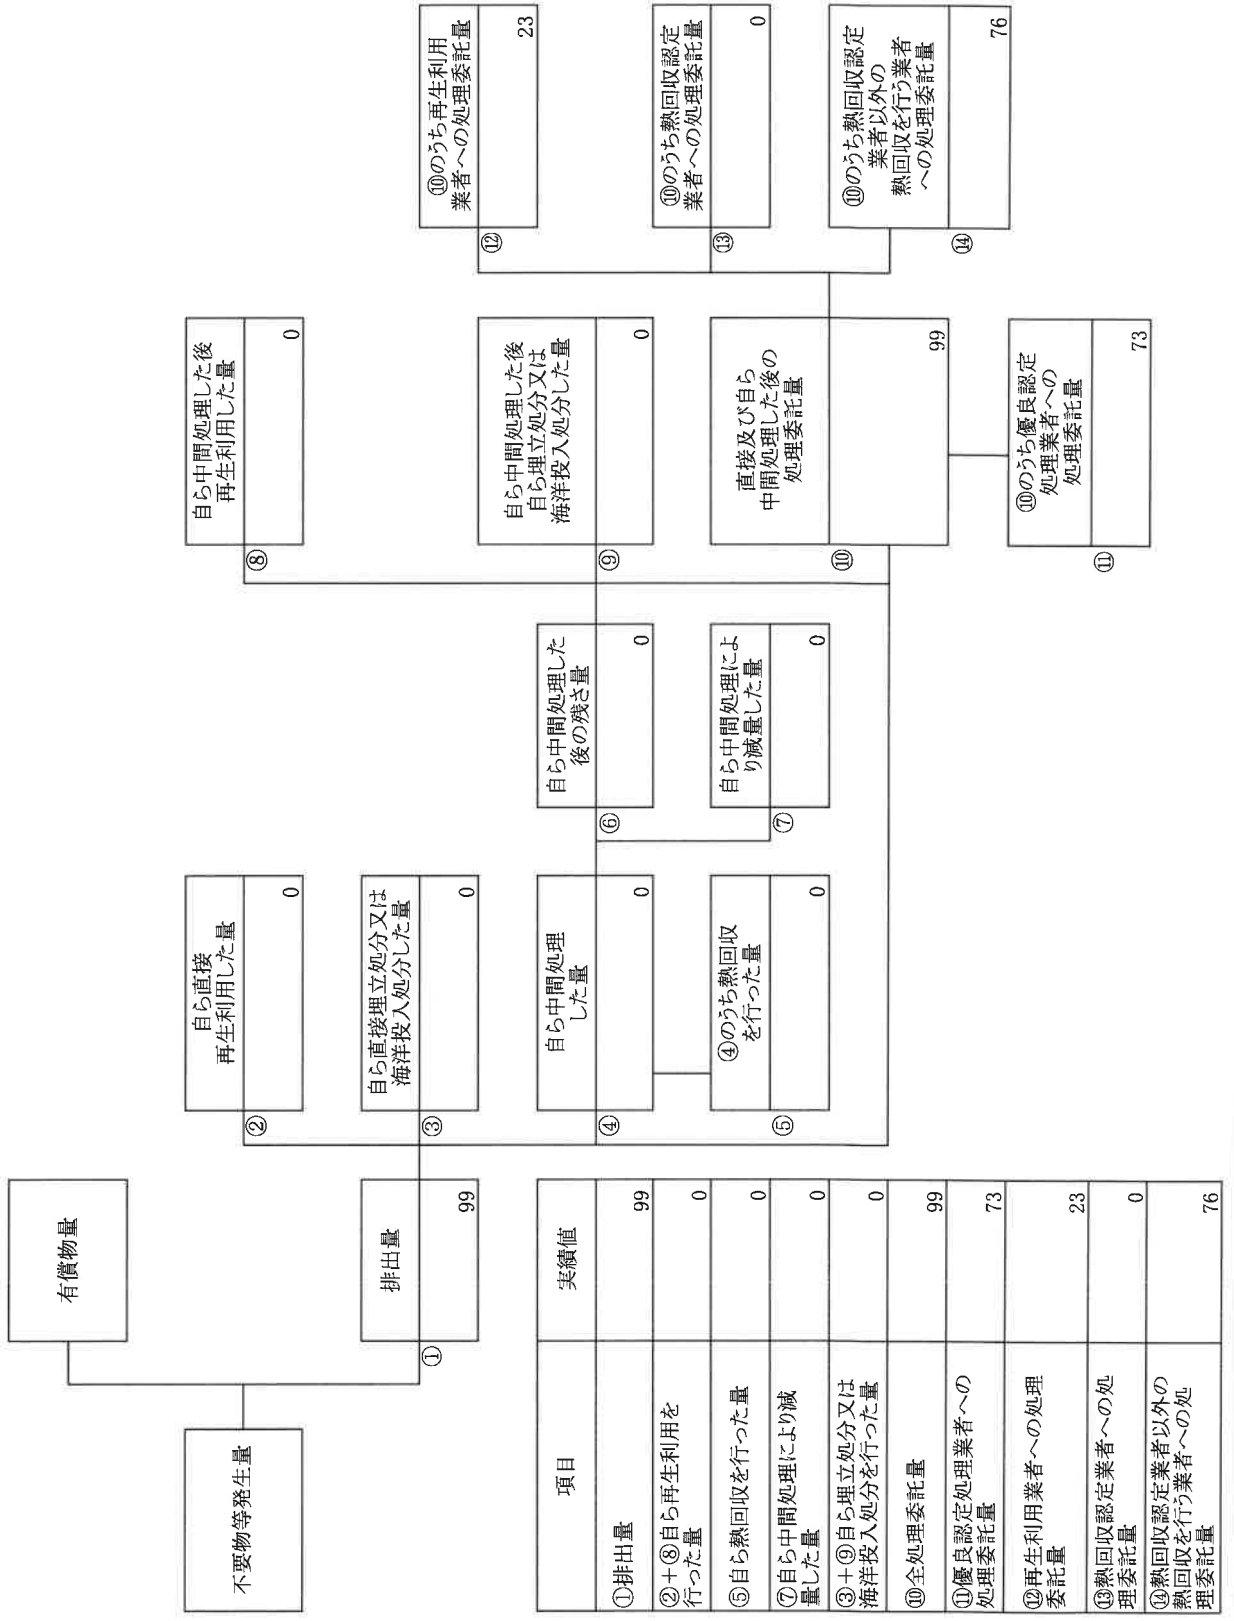 不要物等発生量
有償物量
①
排出量
99
②
自ら直接
再生利用した量
0
③
自ら直接埋立処分又は
海洋投入処分した量
0
④
自ら中間処理
した量
0
⑤
④のうち熱回収
を行った量
0
⑥
自ら中間処理した
後の残さ量
0
⑦
自ら中間処理によ
り減量した量
0
⑧
自ら中間処理した後
再生利用した量
0
⑨
自ら中間処理した後
自ら埋立処分又は
海洋投入処分した量
0
⑩
直接及び自ら
中間処理した後の
処理委託量
99
⑪
⑩のうち優良認定
処理業者への
処理委託量
73
⑫
⑩のうち再生利用
業者への処理委託量
23
⑬
⑩のうち熱回収認定
業者への処理委託量
0
⑭
⑩のうち熱回収認定
業者以外の
熱回収を行う業者
への処理委託量
76
項目 実績値
①排出量 99
②+⑧自ら再生利用を
行った量 0
⑤自ら熱回収を行った量 0
⑦自ら中間処理により減
量した量 0
③+⑨自ら埋立処分又は
海洋投入処分を行った量 0
⑩全処理委託量 99
⑪優良認定処理業者への
処理委託量 73
⑫再生利用業者への処理
委託量 23
⑬熱回収認定業者への処
理委託量 0
⑭熱回収認定業者以外の
熱回収を行う業者への処
理委託量 76